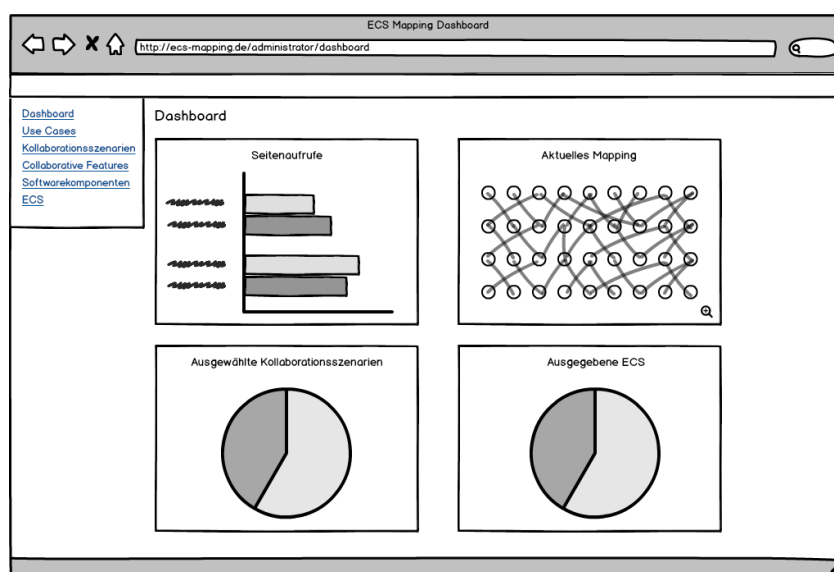 ECS Mapping Dashboard
http://ecs-mapping.de/administrator/dashboard
Dashboard
Use Cases
Kollaborationsszenarien
Collaborative Features
Softwarekomponenten
ECS
Dashboard
Seitenaufrufe
Aktuelles Mapping
Ausgewählte Kollaborationsszenarien
Ausgegebene ECS